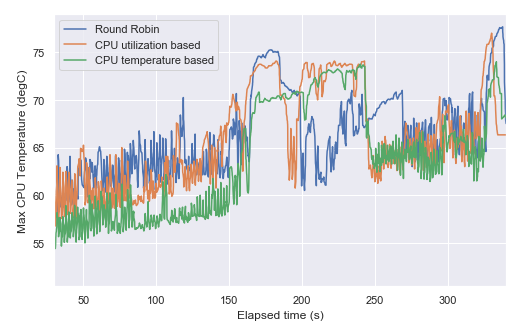 Round Robin
CPU utilization based
CPU temperature based
75
70
65
60
55
Max CPU Temperature (degC)
50
100
150
200
250
300
Elapsed time (s)